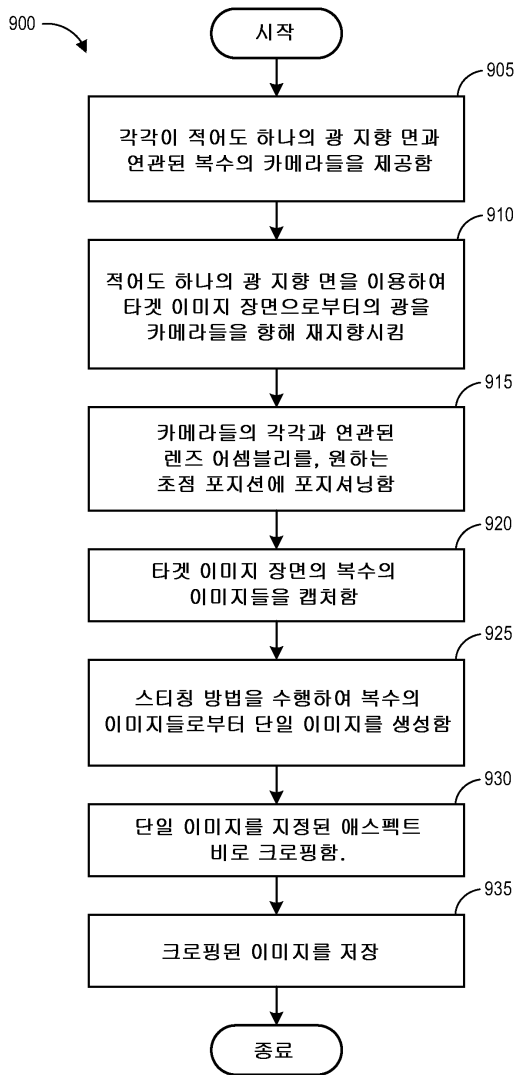 900
시작
905
각각이 적어도 하나의 광 지향 면과
연관된 복수의 카메라들을 제공함
910
적어도 하나의 광 지향 면을 이용하여
타겟 이미지 장면으로부터의 광을
카메라들을 향해 재지향시킴
915
카메라들의 각각과 연관된
렌즈 어셈블리를, 원하는
초점 포지션에 포지셔닝함
920
타겟 이미지 장면의 복수의
이미지들을 캡처함
925
스티칭 방법을 수행하여 복수의
이미지들로부터 단일 이미지를 생성함
930
단일 이미지를 지정된 애스펙트
비로 크로핑함.
935
크로핑된 이미지를 저장
종료